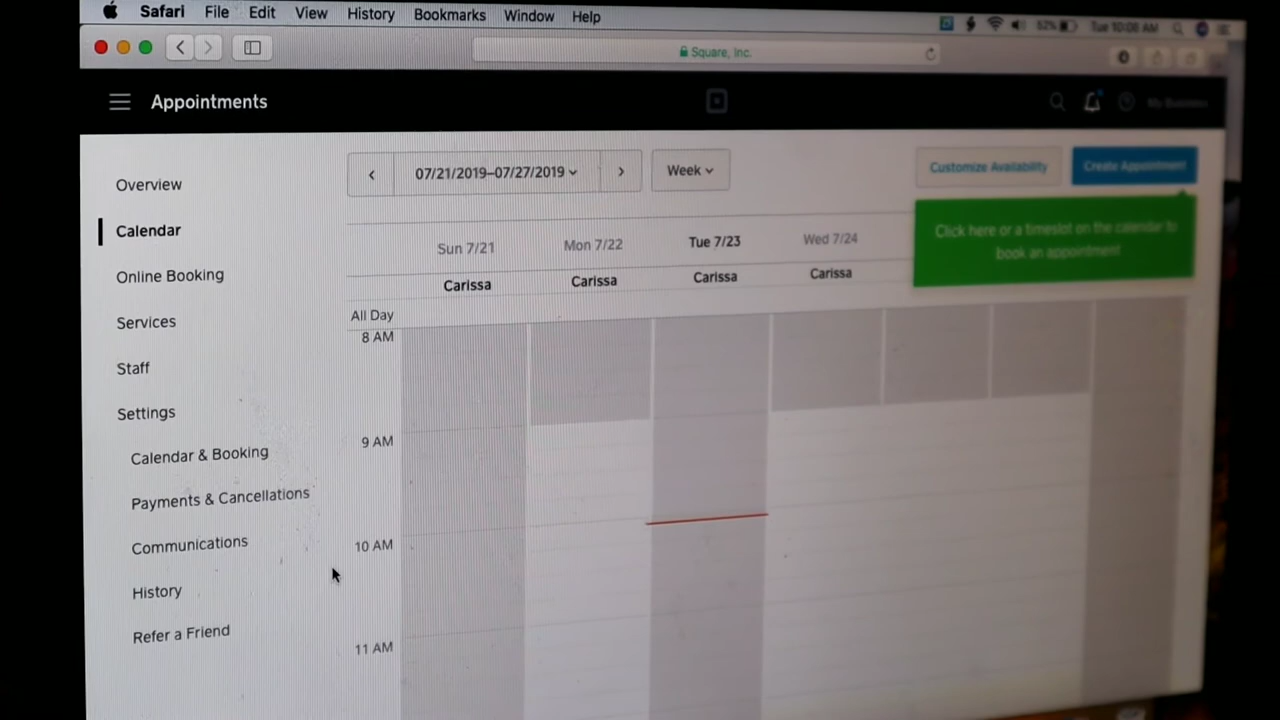 Safari File Edit View History Bookmarks Window Help 52% Tue 10:08 AM
Square, Inc.
Appointments
My Business
07/21/2019–07/27/2019 Week Customize Availability Create Appointment
Click here or a timeslot on the calendar to
book an appointment
Overview
Calendar
Online Booking
Services
Staff
Settings
Calendar & Booking
Payments & Cancellations
Communications
History
Refer a Friend
Sun 7/21 Mon 7/22 Tue 7/23 Wed 7/24
Carissa Carissa Carissa Carissa
All Day
8 AM
9 AM
10 AM
11 AM